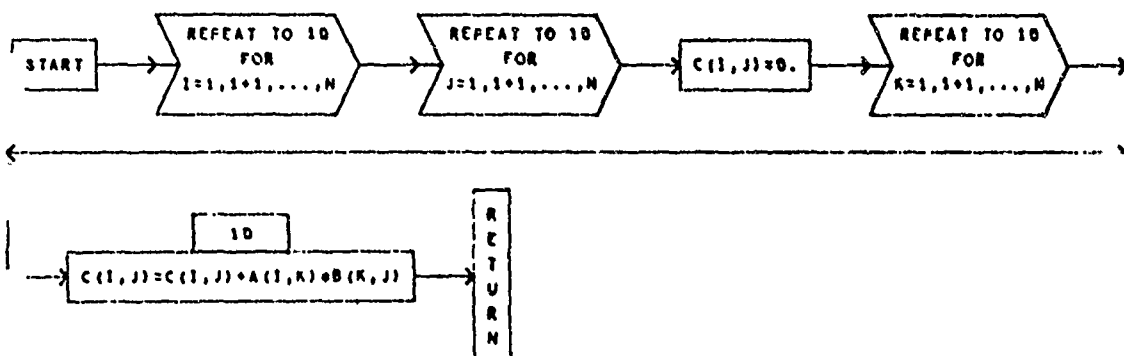 START
REPEAT TO 10
FOR
I=1,1+1,...,N
REPEAT TO 10
FOR
J=1,1+1,...,N
C(I,J)=0.
REPEAT TO 10
FOR
K=1,1+1,...,N
10
C(I,J)=C(I,J)+A(I,K)*B(K,J)
R
E
T
U
R
N